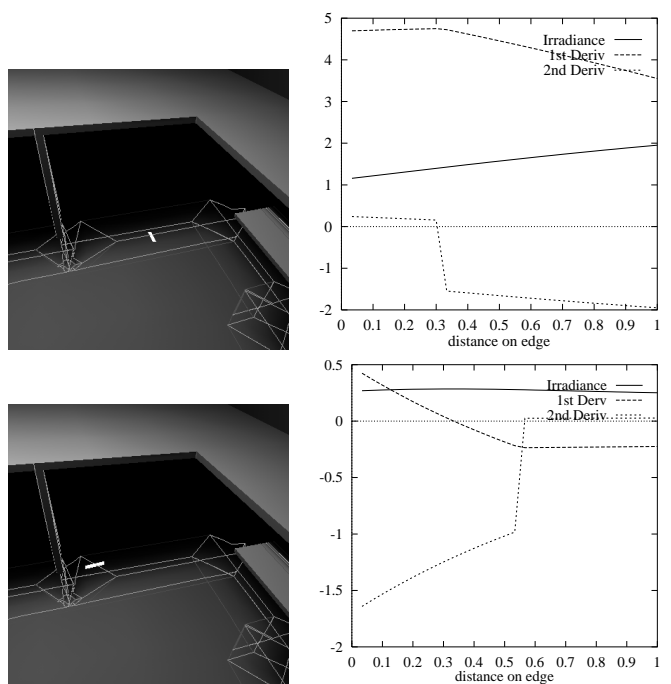 5
4
3
2
1
0
-1
-2
Irradiance
1st Deriv
2nd Deriv
0 0.1 0.2 0.3 0.4 0.5 0.6 0.7 0.8 0.9 1
distance on edge
0.5
0
-0.5
-1
-1.5
-2
Irradiance
1st Derv
2nd Deriv
0 0.1 0.2 0.3 0.4 0.5 0.6 0.7 0.8 0.9 1
distance on edge